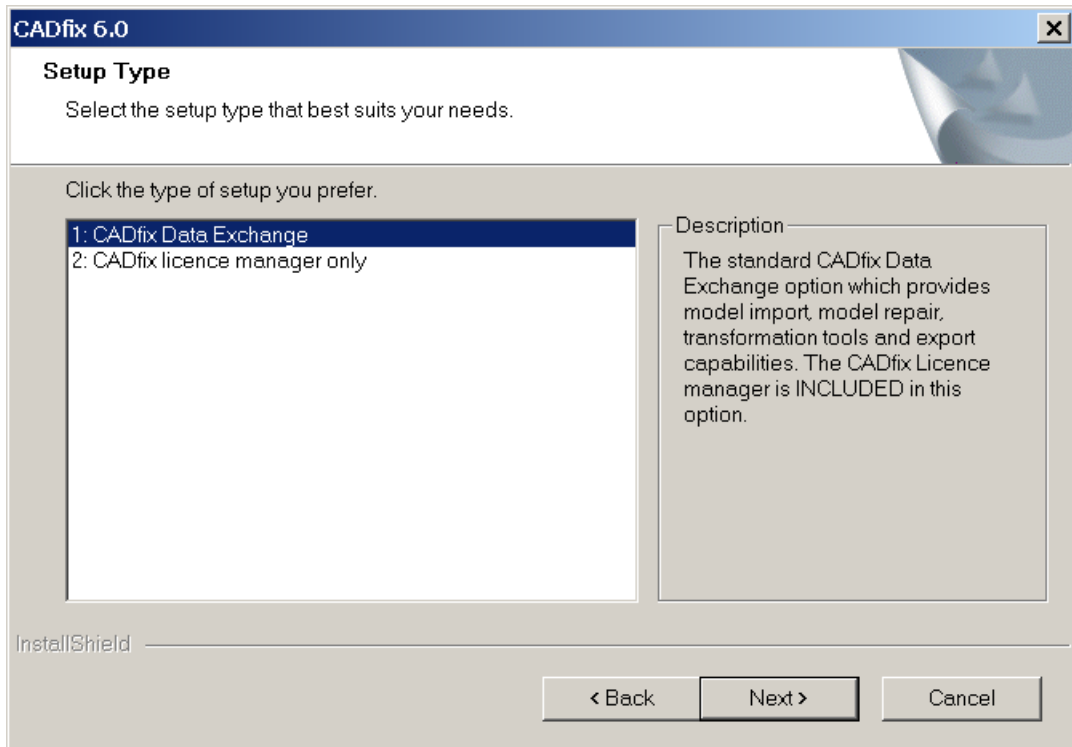 CADfix 6.0
Setup Type
Select the setup type that best suits your needs.
Click the type of setup you prefer.
1: CADfix Data Exchange
2: CADfix licence manager only
Description
The standard CADfix Data
Exchange option which provides
model import, model repair,
transformation tools and export
capabilities. The CADfix Licence
manager is INCLUDED in this
option.
InstallShield
< Back
Next >
Cancel